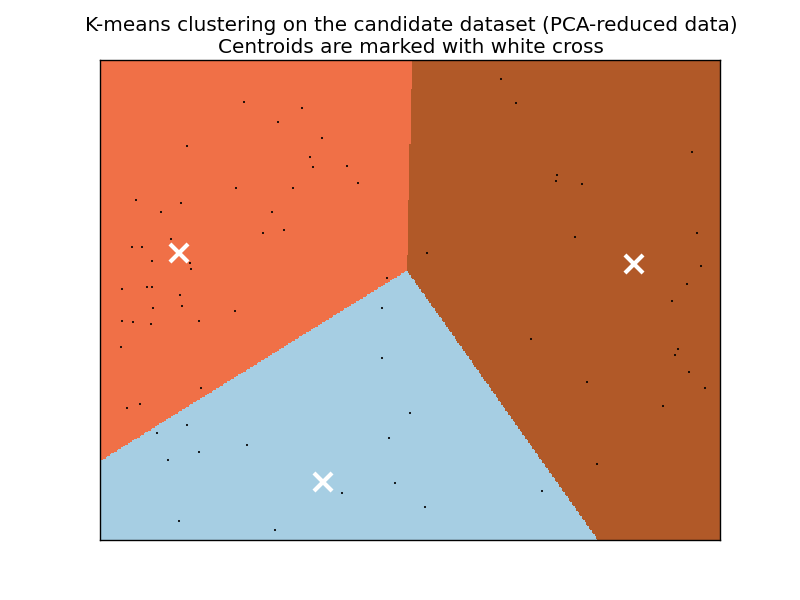 K-means clustering on the candidate dataset (PCA-reduced data)
Centroids are marked with white cross